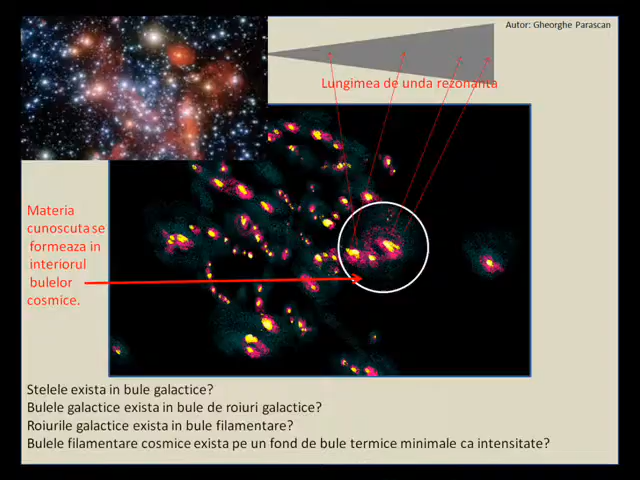 Autor: Gheorghe Parascan
Lungimea de unda rezonanta
Materia
cunoscuta se
formeaza in
interiorul
bulelor
cosmice.
Stelele exista in bule galactice?
Bulele galactice exista in bule de roiuri galactice?
Roiurile galactice exista in bule filamentare?
Bulele filamentare cosmice exista pe un fond de bule termice minimale ca intensitate?